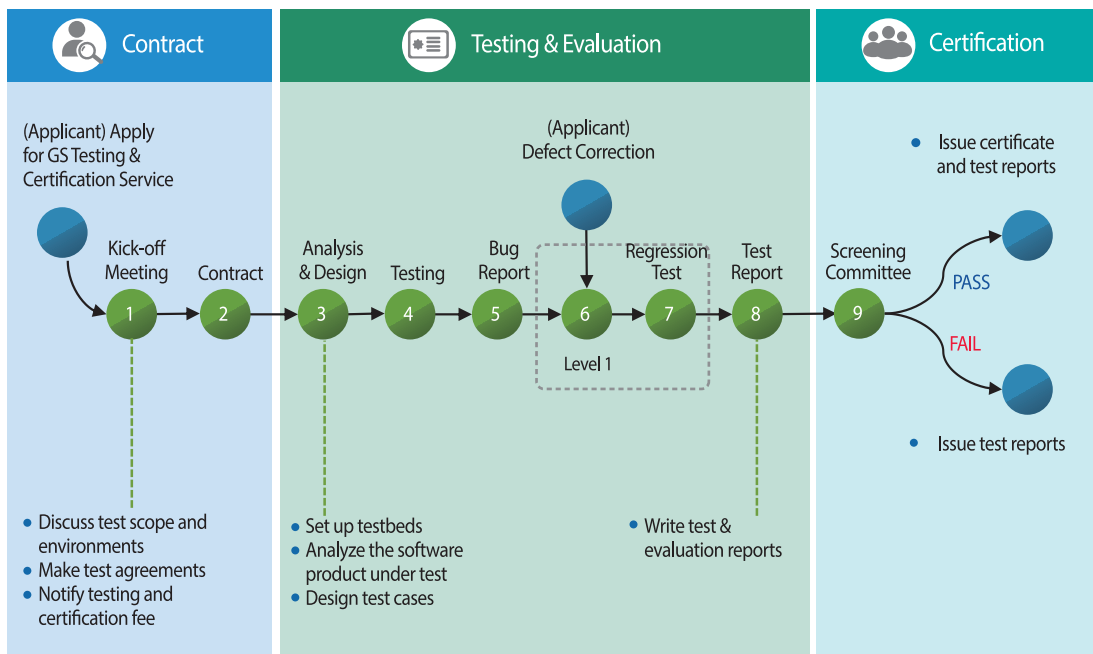 Contract
(Applicant) Apply
for GS Testing &
Certification Service
Kick-off
Meeting
Contract
1
2
Discuss test scope and
environments
Make test agreements
Notify testing and
certification fee
Testing & Evaluation
(Applicant)
Defect Correction
Analysis
& Design
Testing
Bug
Report
Regression
Test
Test
Report
3
4
5
6
7
8
Level 1
Set up testbeds
Analyze the software
product under test
Design test cases
Write test &
evaluation reports
Certification
Issue certificate
and test reports
Screening
Committee
9
PASS
FAIL
Issue test reports